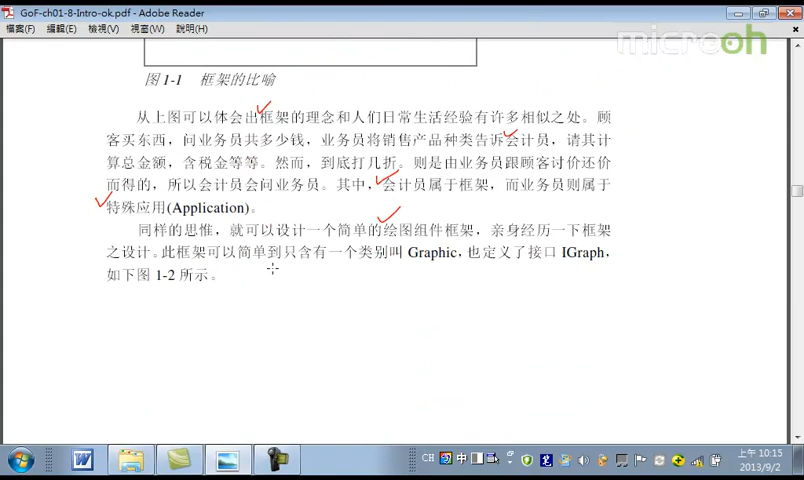 GoF-ch01-8-Intro-ok.pdf - Adobe Reader
檔案(F) 編輯(E) 檢視(V) 視窗(W) 說明(H)
microoh
图 1-1 框架的比喻
从上图可以体会出框架的理念和人们日常生活经验有许多相似之处。顾
客买东西，问业务员共多少钱，业务员将销售产品种类告诉会计员，请其计
算总金额，含税金等等。然而，到底打几折。则是由业务员跟顾客讨价还价
而得的，所以会计员会问业务员。其中，会计员属于框架，而业务员则属于
特殊应用(Application)。
同样的思惟，就可以设计一个简单的绘图组件框架，亲身经历一下框架
之设计。此框架可以简单到只含有一个类别叫 Graphic，也定义了接口 IGraph，
如下图 1-2 所示。
CH 中
上午 10:15
2013/9/2